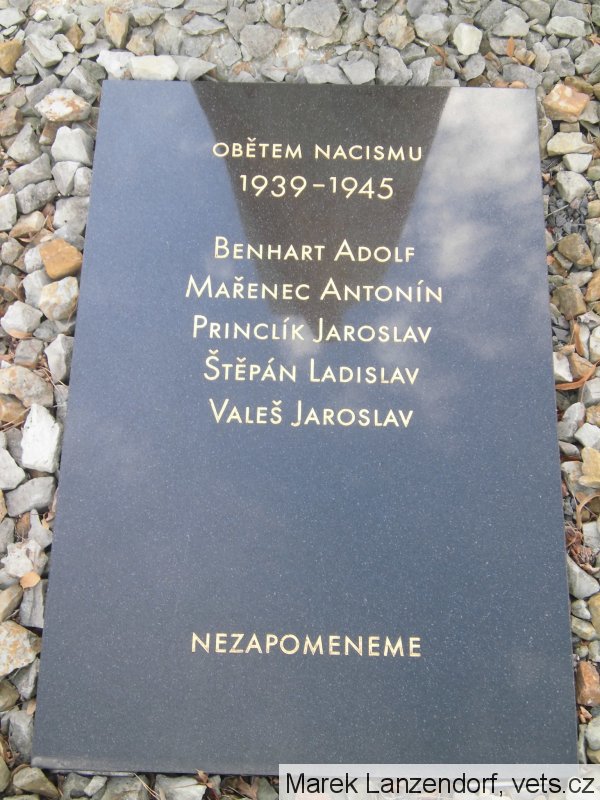 OBĚTEM NACISMU
1939-1945
BENHART ADOLF
MAŘENEC ANTONÍN
PRINCLÍK JAROSLAV
ŠTĚPÁN LADISLAV
VALEŠ JAROSLAV
NEZAPOMENEME
Marek Lanzendorf, vets.cz